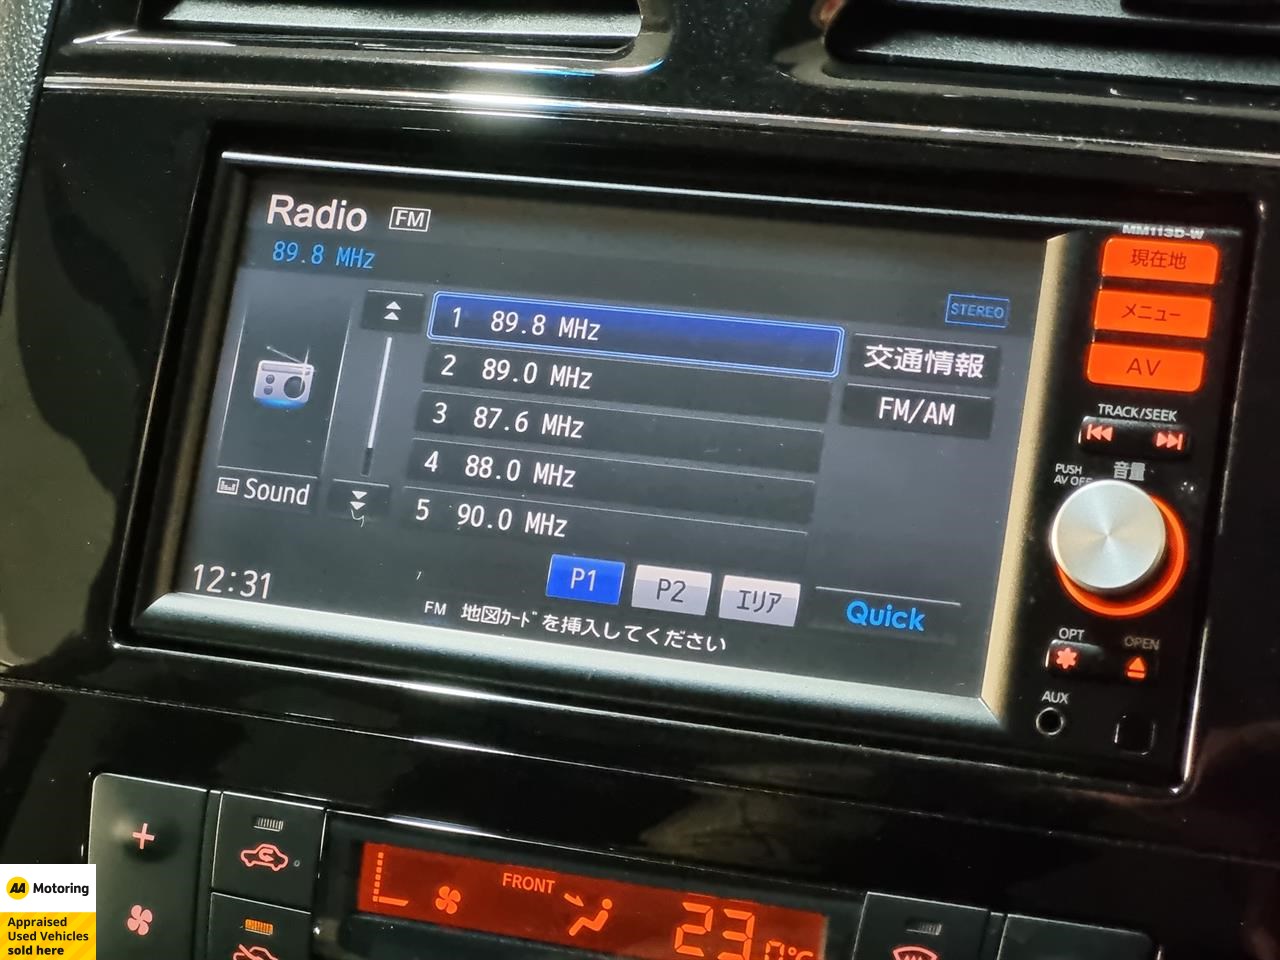 Radio FM
89.8 MHz
STEREO
1 89.8 MHz
2 89.0 MHz
3 87.6 MHz
4 88.0 MHz
5 90.0 MHz
交通情報
FM/AM
Sound
P1 P2 エリア
Quick
12:31
FM 地図カードを挿入してください
MM113D-W
現在地
メニュー
AV
TRACK/SEEK
音量
PUSH
AV OFF
OPT
OPEN
AUX
FRONT
23.0°C
AA Motoring
Appraised
Used Vehicles
sold here